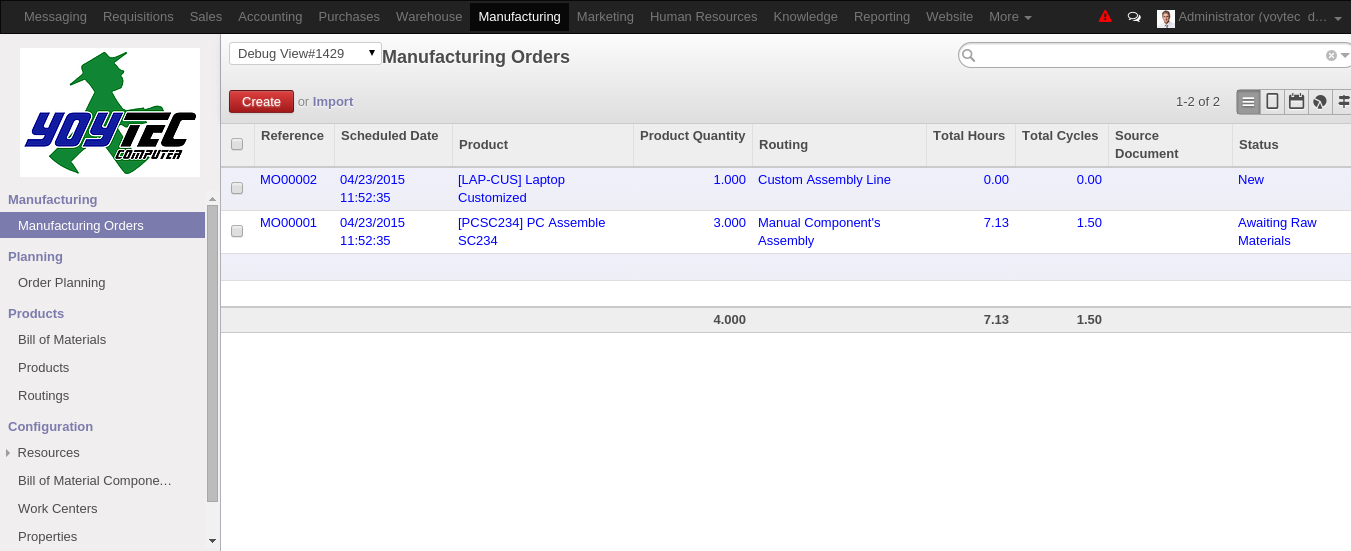 Messaging Requisitions Sales Accounting Purchases Warehouse Manufacturing Marketing Human Resources Knowledge Reporting Website More Administrator (yoytec_d...
YOYTEC
COMPUTER
Debug View#1429 Manufacturing Orders
Create or Import 1-2 of 2
Reference Scheduled Date Product Product Quantity Routing Total Hours Total Cycles Source Document Status
MO00002 04/23/2015 11:52:35 [LAP-CUS] Laptop Customized 1.000 Custom Assembly Line 0.00 0.00 New
MO00001 04/23/2015 11:52:35 [PCSC234] PC Assemble SC234 3.000 Manual Component's Assembly 7.13 1.50 Awaiting Raw Materials
4.000 7.13 1.50
Manufacturing
Manufacturing Orders
Planning
Order Planning
Products
Bill of Materials
Products
Routings
Configuration
Resources
Bill of Material Compone...
Work Centers
Properties